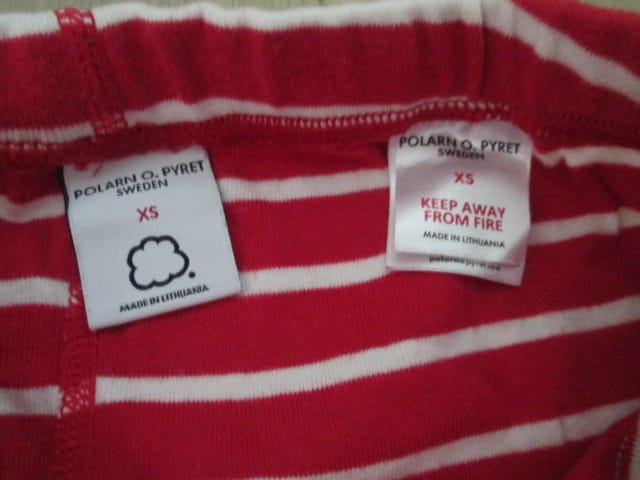 POLARN O. PYRET
SWEDEN
XS
MADE IN LITHUANIA
POLARN O. PYRET
SWEDEN
XS
KEEP AWAY
FROM FIRE
MADE IN LITHUANIA